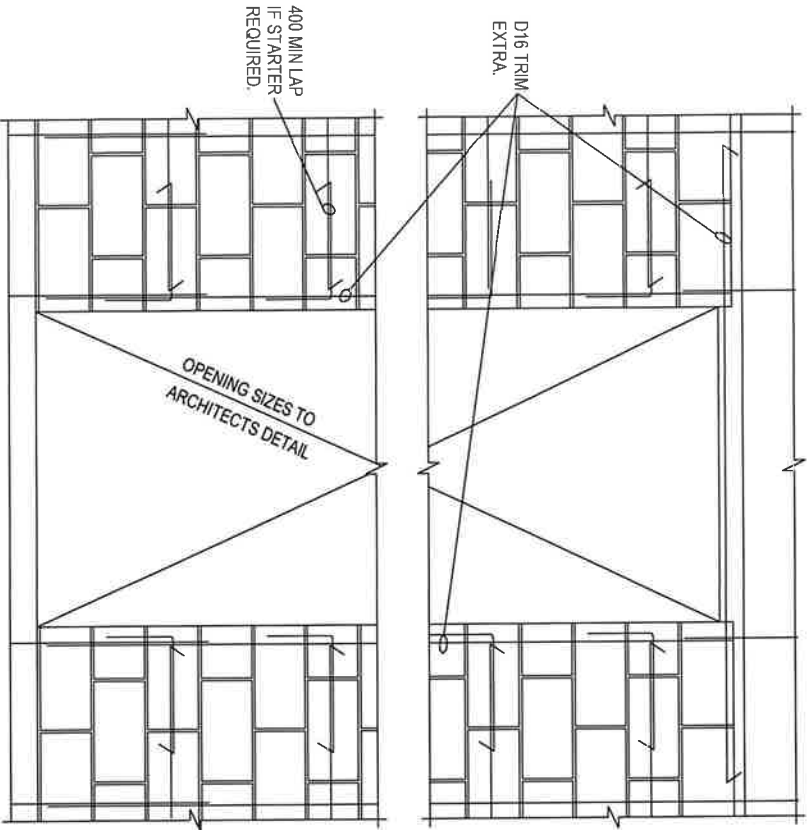 400 MIN LAP
IF STARTER
REQUIRED.
D16 TRIM
EXTRA.
OPENING SIZES TO
ARCHITECTS DETAIL